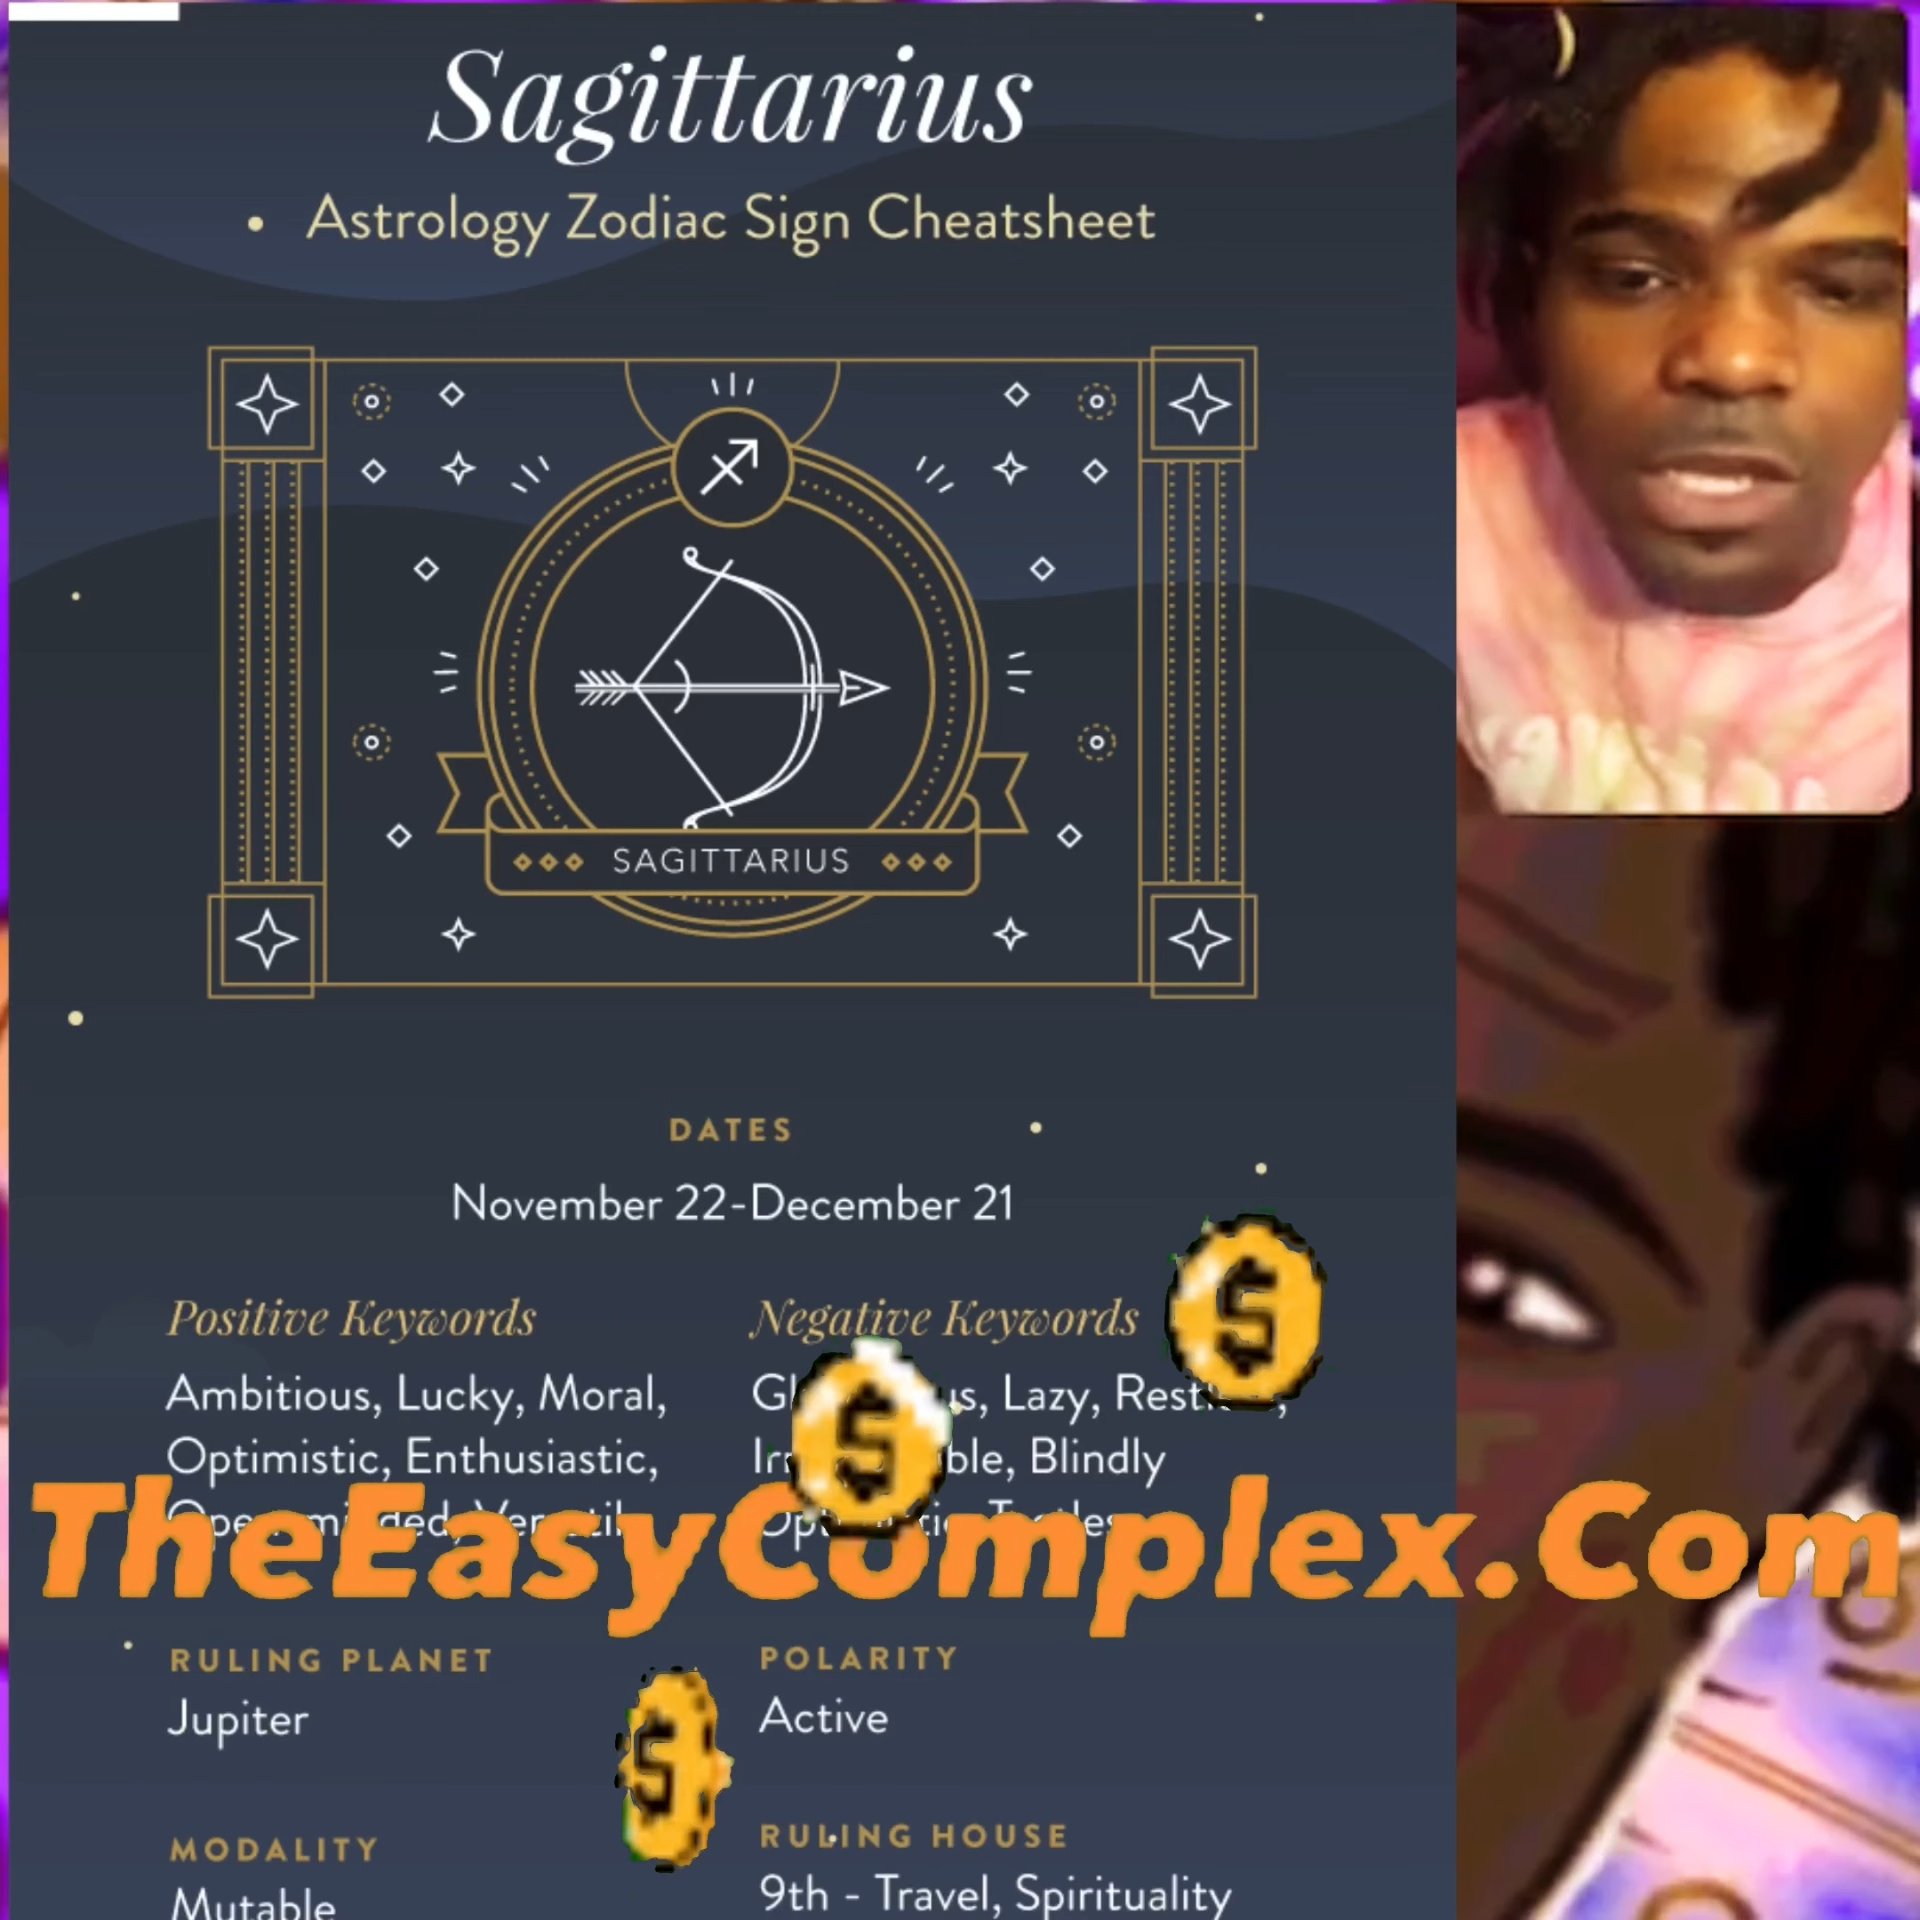 Sagittarius
Astrology Zodiac Sign Cheatsheet
SAGITTARIUS
DATES
November 22-December 21
Positive Keywords
Ambitious, Lucky, Moral,
Optimistic, Enthusiastic,
Negative Keywords
Lazy,
Blindly
TheEasyComplex.Com
RULING PLANET
Jupiter
POLARITY
Active
MODALITY
Mutable
RULING HOUSE
9th - Travel, Spirituality